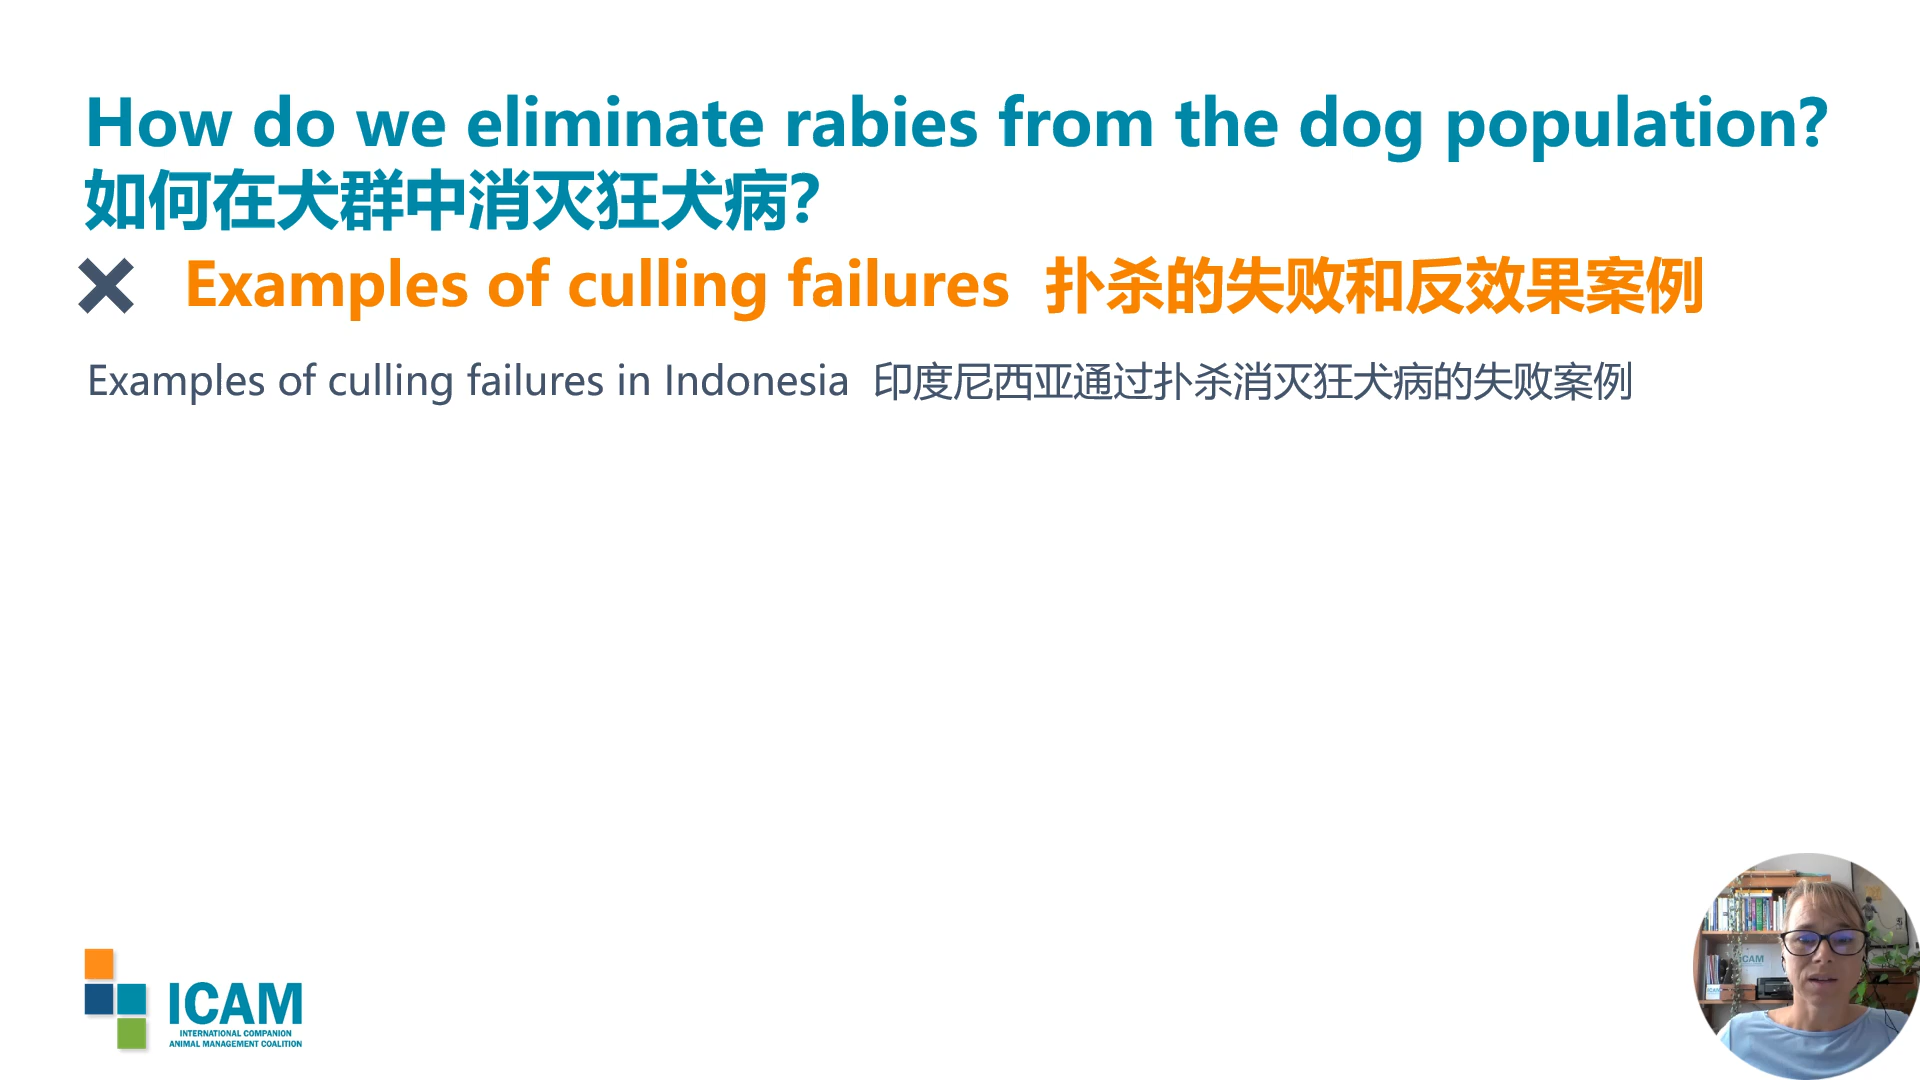 How do we eliminate rabies from the dog population?
如何在犬群中消灭狂犬病?
Examples of culling failures 扑杀的失败和反效果案例
Examples of culling failures in Indonesia 印度尼西亚通过扑杀消灭狂犬病的失败案例
ICAM
INTERNATIONAL COMPANION
ANIMAL MANAGEMENT COALITION
ICAM